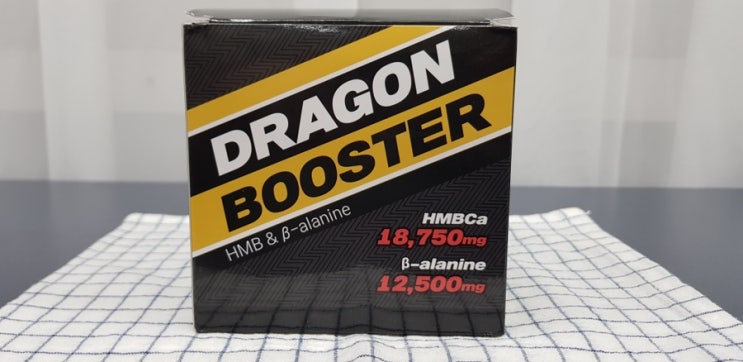 DRAGON
BOOSTER
HMB & β-alanine
HMBCa
18,750mg
β-alanine
12,500mg